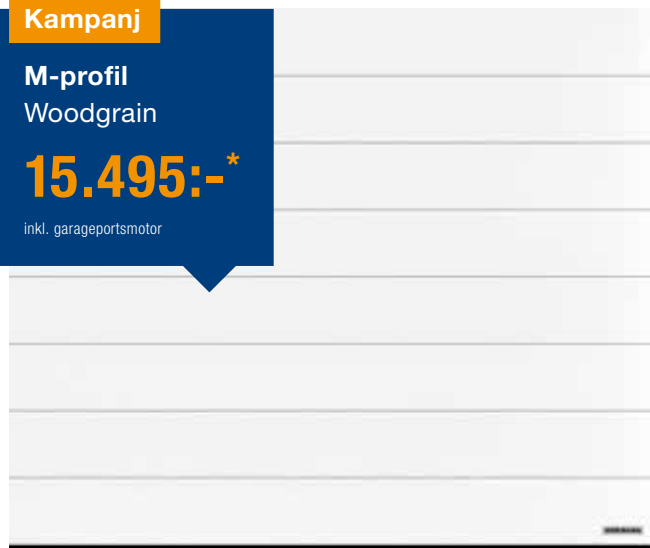 Kampanj
M-profil
Woodgrain
15.495:-*
inkl. garageportsmotor